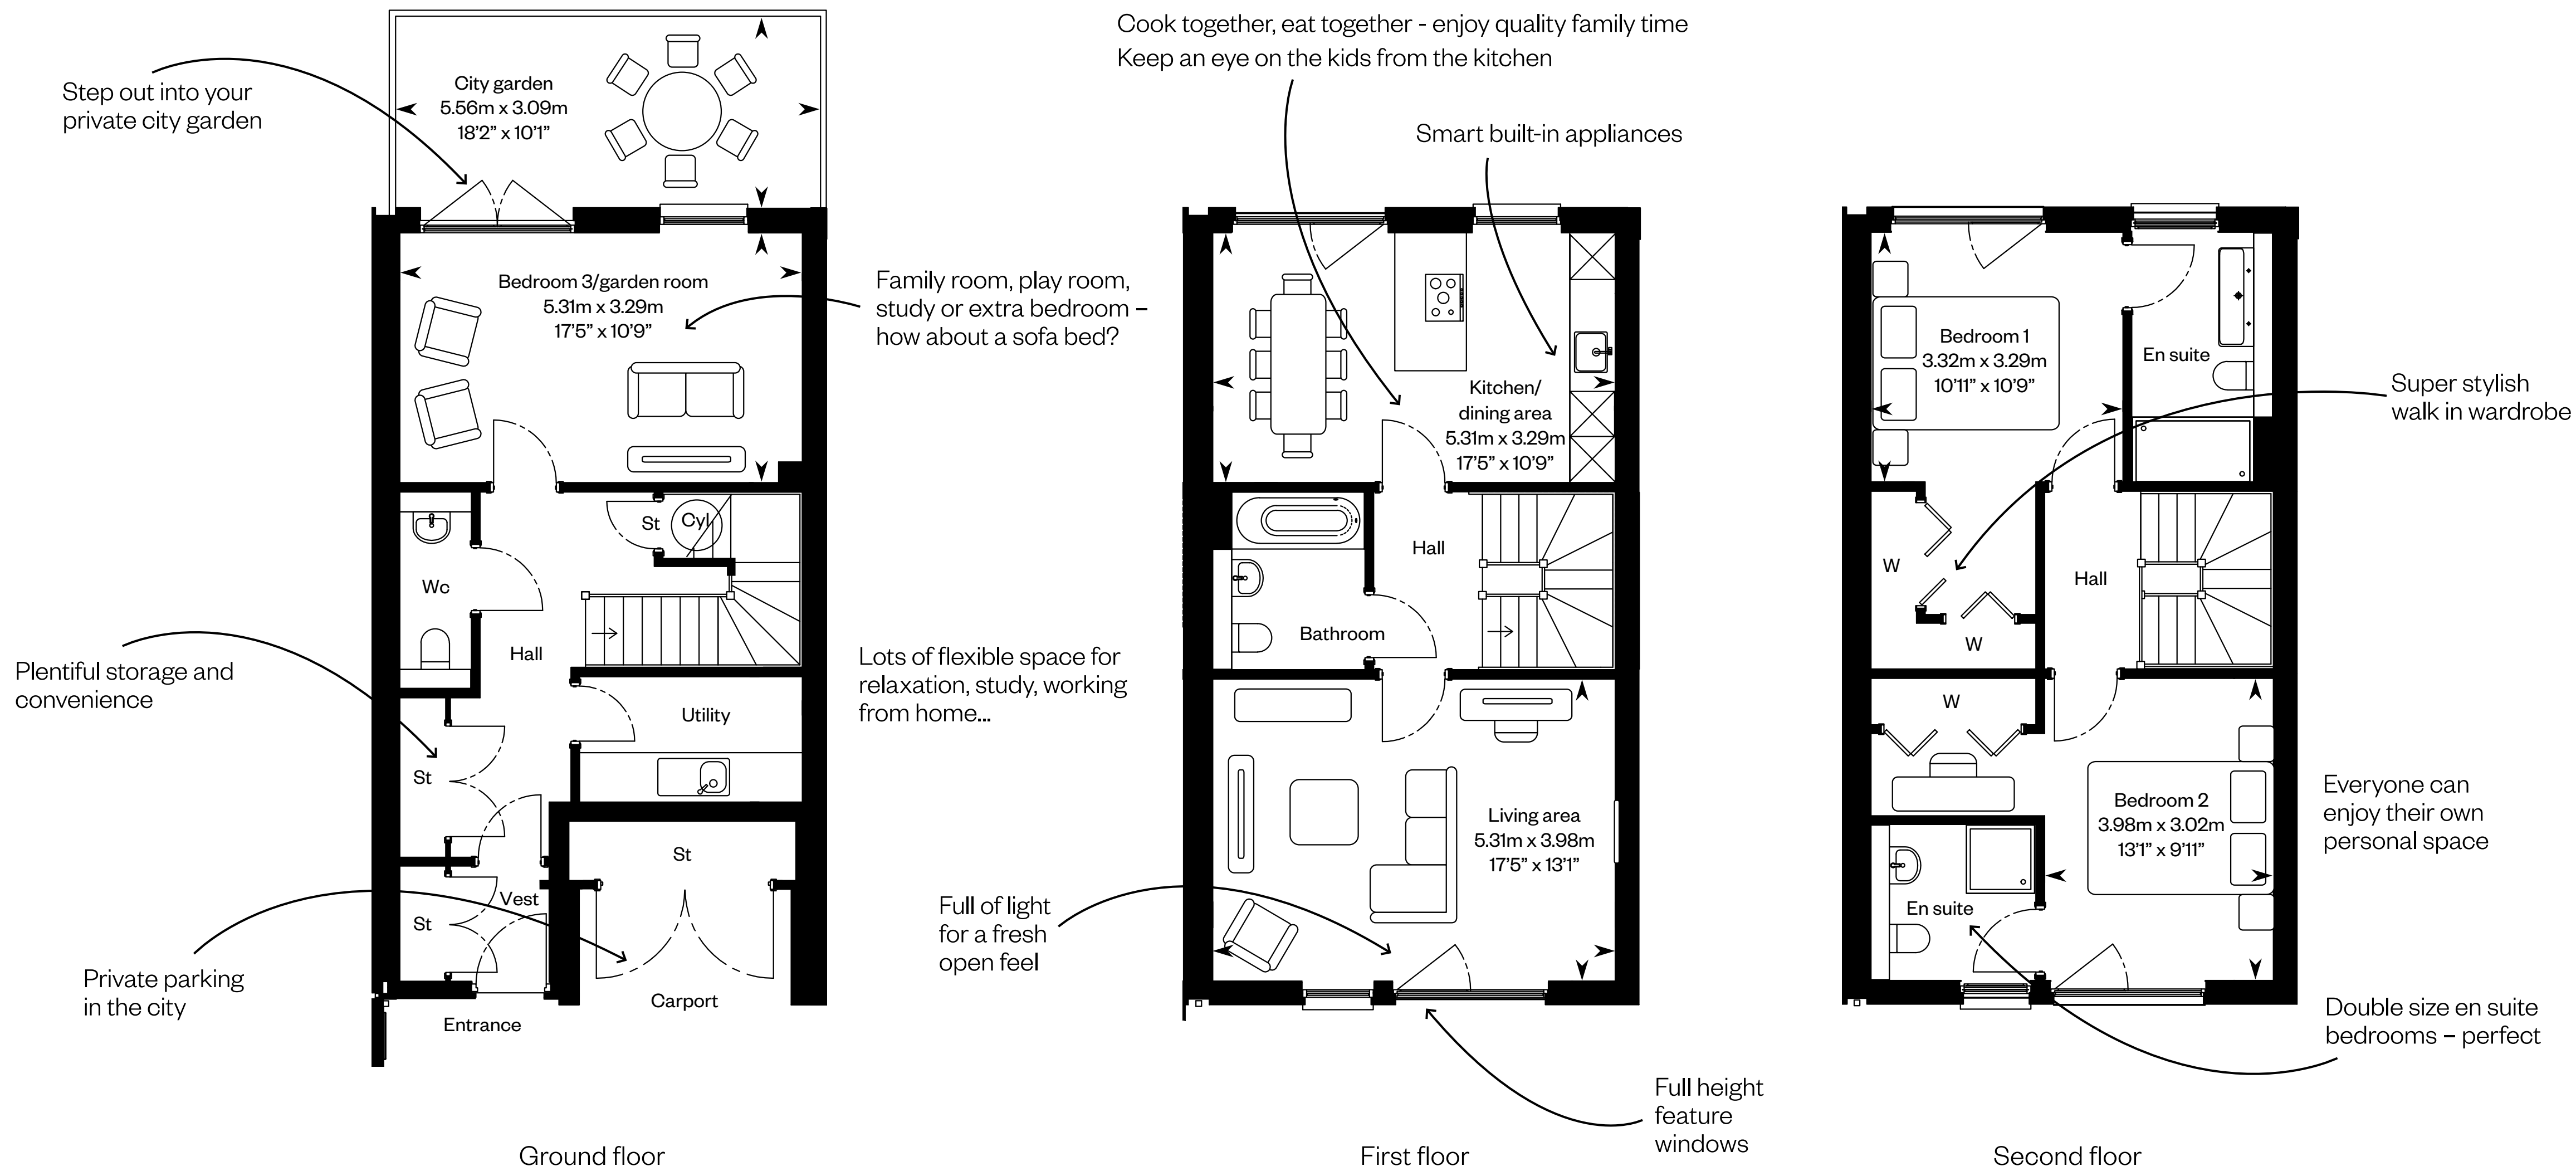 Step out into your
private city garden
City garden
5.56m x 3.09m
18'2" x 10'1"
Bedroom 3/garden room
5.31m x 3.29m
17'5" x 10'9"
Family room, play room,
study or extra bedroom –
how about a sofa bed?
St
Cyl
Wc
Hall
Plentiful storage and
convenience
Utility
Lots of flexible space for
relaxation, study, working
from home...
St
St
Vest
St
Private parking
in the city
Carport
Entrance
Ground floor
Cook together, eat together - enjoy quality family time
Keep an eye on the kids from the kitchen
Smart built-in appliances
Kitchen/
dining area
5.31m x 3.29m
17'5" x 10'9"
Hall
Bathroom
Living area
5.31m x 3.98m
17'5" x 13'1"
Full of light
for a fresh
open feel
Full height
feature
windows
First floor
Bedroom 1
3.32m x 3.29m
10'11" x 10'9"
En suite
Super stylish
walk in wardrobe
W
Hall
W
W
Bedroom 2
3.98m x 3.02m
13'1" x 9'11"
Everyone can
enjoy their own
personal space
En suite
Double size en suite
bedrooms – perfect
Second floor